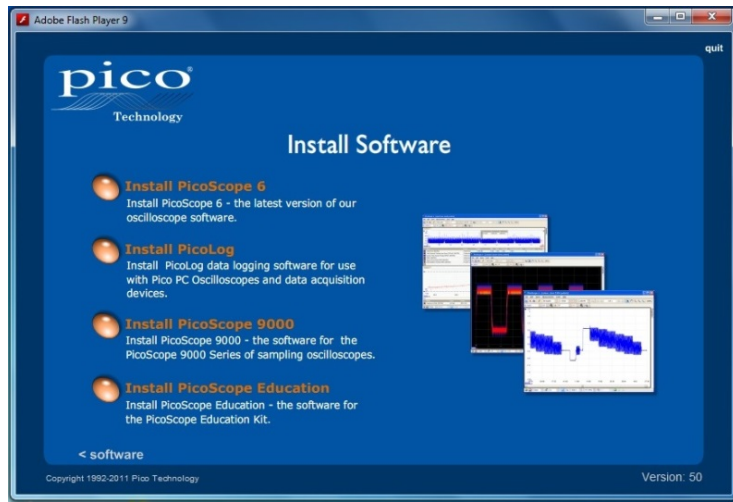 Adobe Flash Player 9
quit
pico
Technology
Install Software
Install PicoScope 6
Install PicoScope 6 - the latest version of our
oscilloscope software.
Install PicoLog
Install PicoLog data logging software for use
with Pico PC Oscilloscopes and data acquisition
devices.
Install PicoScope 9000
Install PicoScope 9000 - the software for the
PicoScope 9000 Series of sampling oscilloscopes.
Install PicoScope Education
Install PicoScope Education - the software for
the PicoScope Education Kit.
< software
Copyright 1992-2011 Pico Technology
Version: 50